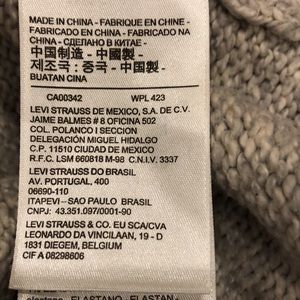 MADE IN CHINA - FABRIQUE EN CHINE -
FABRICADO EN CHINA - FABRICADO EN
CHINA - СДЕЛАНО В КИТАЕ -
中国制造 - 中國製 -
제조국 : 중국 - 中国製 -
BUATAN CINA
CA00342 WPL 423
LEVI STRAUSS DE MEXICO, S.A. DE C.V.
JAIME BALMES # 8 OFICINA 502
COL. POLANCO I SECCION
DELEGACIÓN MIGUEL HIDALGO
C.P. 11510 CIUDAD DE MEXICO
R.F.C. LSM 660818 M-98 C.N.I.V. 3337
LEVI STRAUSS DO BRASIL
AV. PORTUGAL, 400
06690-110
ITAPEVI - SAO PAULO BRASIL
CNPJ: 43.351.097/0001-90
LEVI STRAUSS & CO. EU SCA/CVA
LEONARDO DA VINCILAAN, 19 - D
1831 DIEGEM, BELGIUM
CIF A 08298606
ELASTANO - ELASTAN -